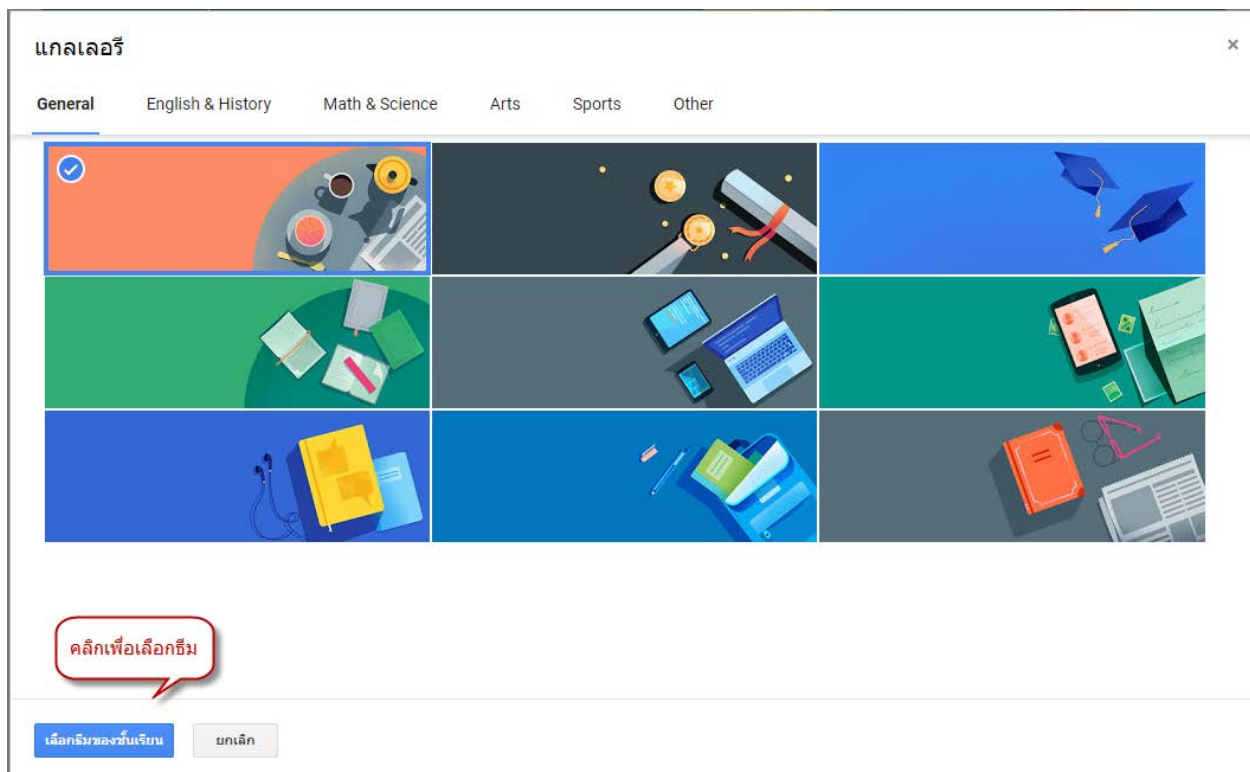 แกลเลอรี
×
General English & History Math & Science Arts Sports Other
คลิกเพื่อเลือกธีม
เลือกธีมของชั้นเรียน ยกเลิก